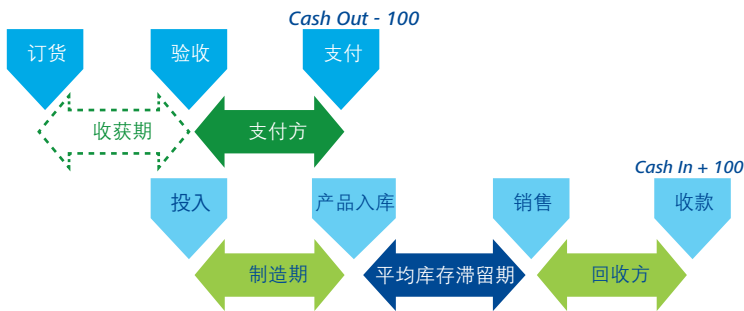 Cash Out - 100
订货
验收
支付
收获期
支付方
Cash In + 100
投入
产品入库
销售
收款
制造期
平均库存滞留期
回收方